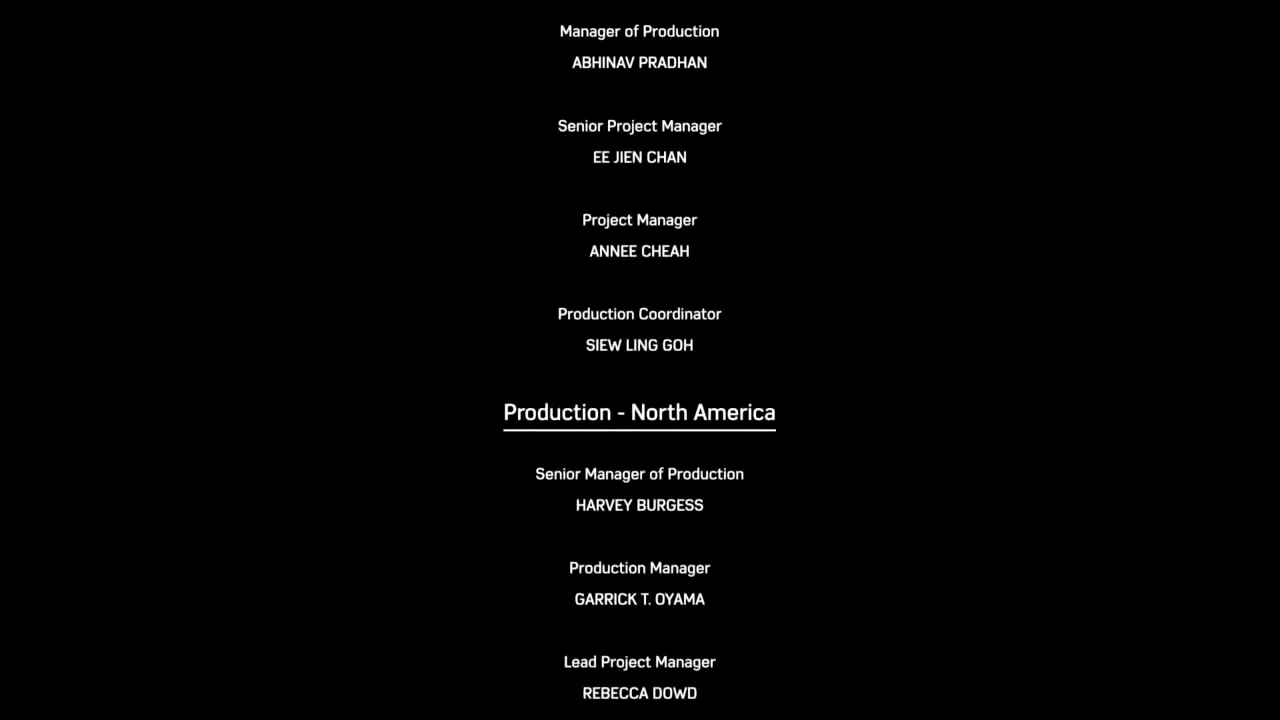 Manager of Production
ABHINAV PRADHAN
Senior Project Manager
EE JIEN CHAN
Project Manager
ANNEE CHEAH
Production Coordinator
SIEW LING GOH
Production - North America
Senior Manager of Production
HARVEY BURGESS
Production Manager
GARRICK T. OYAMA
Lead Project Manager
REBECCA DOWD